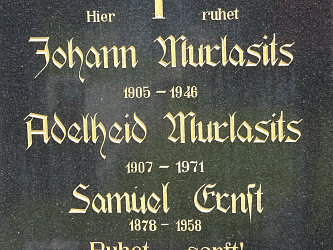 Hier ruhet
Johann Murlasits
1905 – 1946
Adelheid Murlasits
1907 – 1971
Samuel Ernst
1878 – 1958
Ruhet sanft!